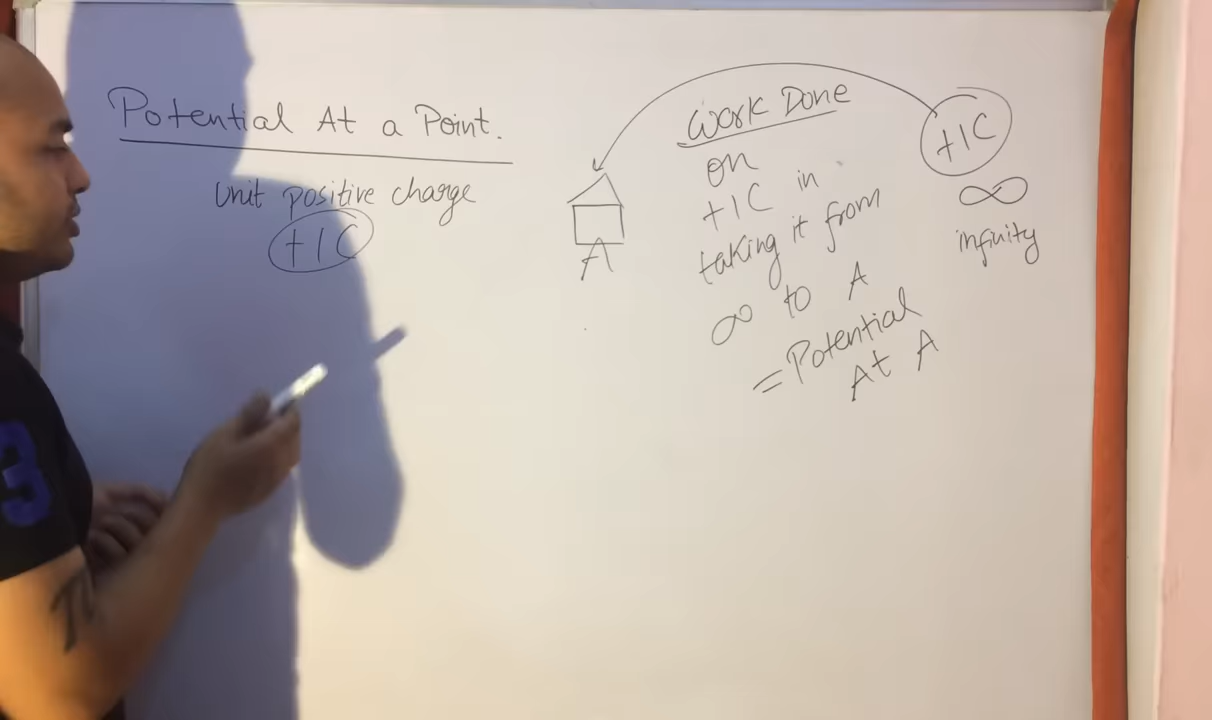 Potential At a Point.
Unit positive charge
+1C
A
Work Done
on
+1C in
taking it from
∞ to A
= Potential
At A
+1C
∞
infinity
3
π